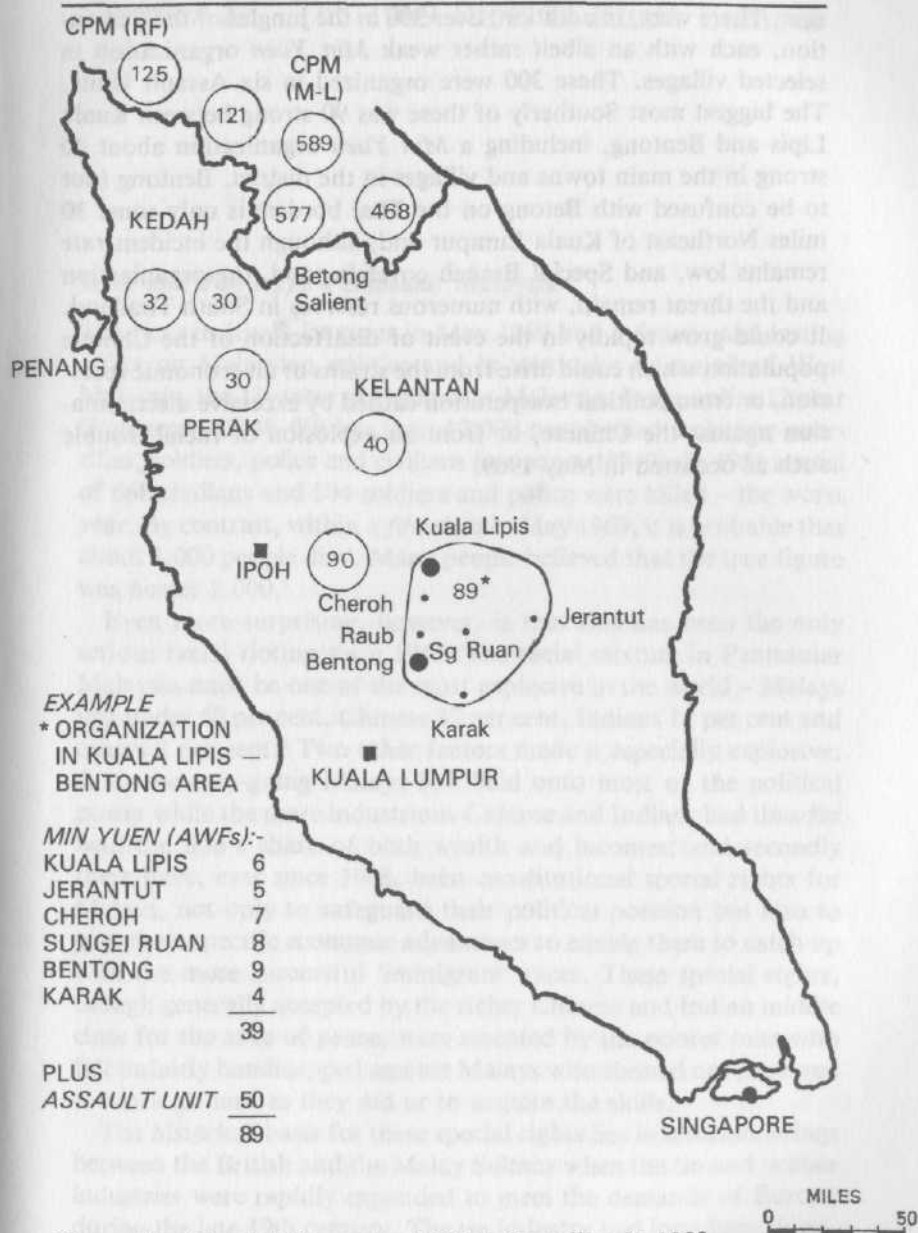 CPM (RF)
125
CPM
(M-L)
121
589
KEDAH
577
468
Betong
Salient
32
30
PENANG
30
KELANTAN
PERAK
40
Kuala Lipis
IPOH
90
89*
Cheroh
Jerantut
Raub
Sg Ruan
Bentong
Karak
KUALA LUMPUR
EXAMPLE
* ORGANIZATION
IN KUALA LIPIS —
BENTONG AREA
MIN YUEN (AWFs):-
KUALA LIPIS 6
JERANTUT 5
CHEROH 7
SUNGEI RUAN 8
BENTONG 9
KARAK 4
39
PLUS
ASSAULT UNIT 50
89
SINGAPORE
MILES
0 50